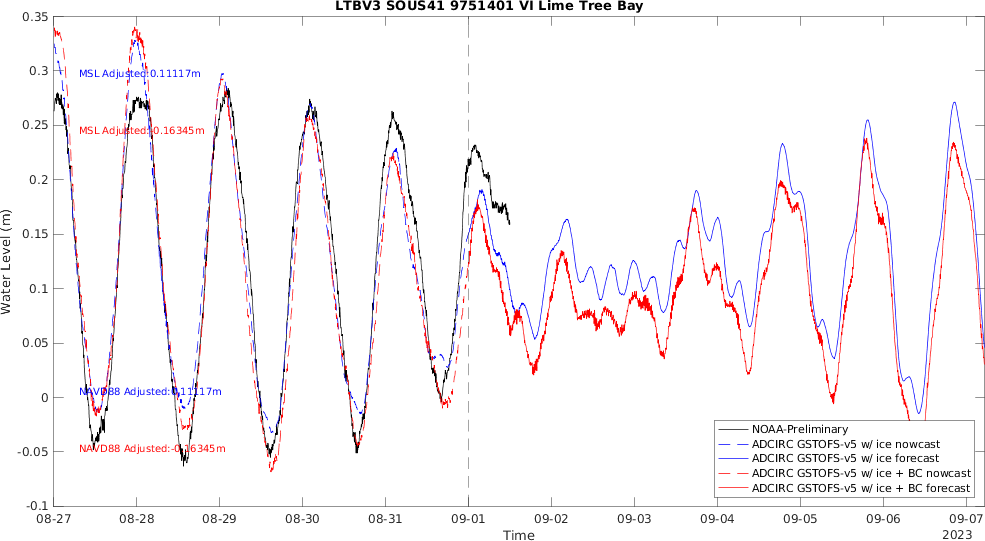 LTBV3 SOUS41 9751401 VI Lime Tree Bay
Water Level (m)
0.35
0.3
0.25
0.2
0.15
0.1
0.05
0
-0.05
-0.1
MSL Adjusted:0.11117m
MSL Adjusted:-0.16345m
NAVD88 Adjusted:0.11117m
NAVD88 Adjusted:-0.16345m
NOAA-Preliminary
ADCIRC GSTOFS-v5 w/ ice nowcast
ADCIRC GSTOFS-v5 w/ ice forecast
ADCIRC GSTOFS-v5 w/ ice + BC nowcast
ADCIRC GSTOFS-v5 w/ ice + BC forecast
08-27 08-28 08-29 08-30 08-31 09-01 09-02 09-03 09-04 09-05 09-06 09-07
Time
2023